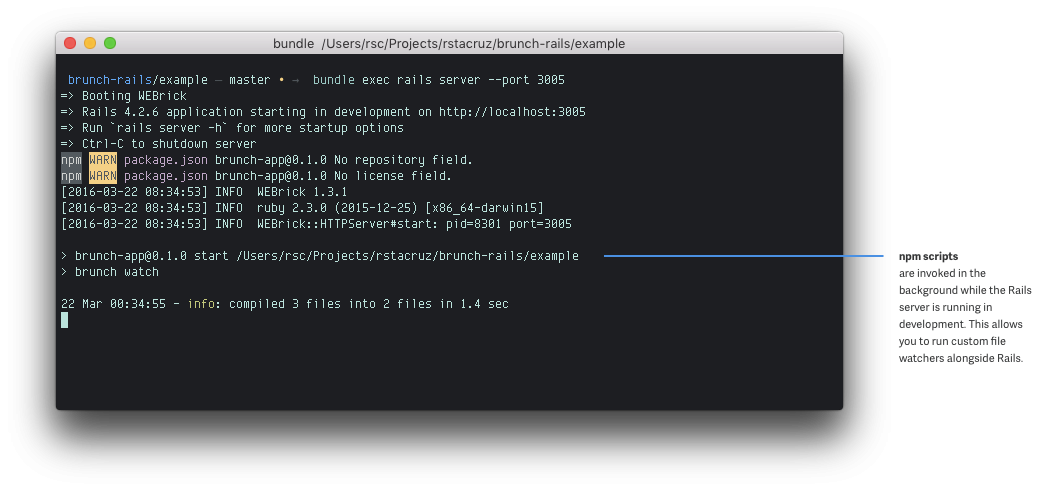 bundle /Users/rsc/Projects/rstacruz/brunch-rails/example
brunch-rails/example — master • → bundle exec rails server --port 3005
=> Booting WEBrick
=> Rails 4.2.6 application starting in development on http://localhost:3005
=> Run `rails server -h` for more startup options
=> Ctrl-C to shutdown server
npm WARN package.json brunch-app@0.1.0 No repository field.
npm WARN package.json brunch-app@0.1.0 No license field.
[2016-03-22 08:34:53] INFO  WEBrick 1.3.1
[2016-03-22 08:34:53] INFO  ruby 2.3.0 (2015-12-25) [x86_64-darwin15]
[2016-03-22 08:34:53] INFO  WEBrick::HTTPServer#start: pid=8301 port=3005
> brunch-app@0.1.0 start /Users/rsc/Projects/rstacruz/brunch-rails/example
> brunch watch
22 Mar 00:34:55 - info: compiled 3 files into 2 files in 1.4 sec
npm scripts
are invoked in the
background while the Rails
server is running in
development. This allows
you to run custom file
watchers alongside Rails.